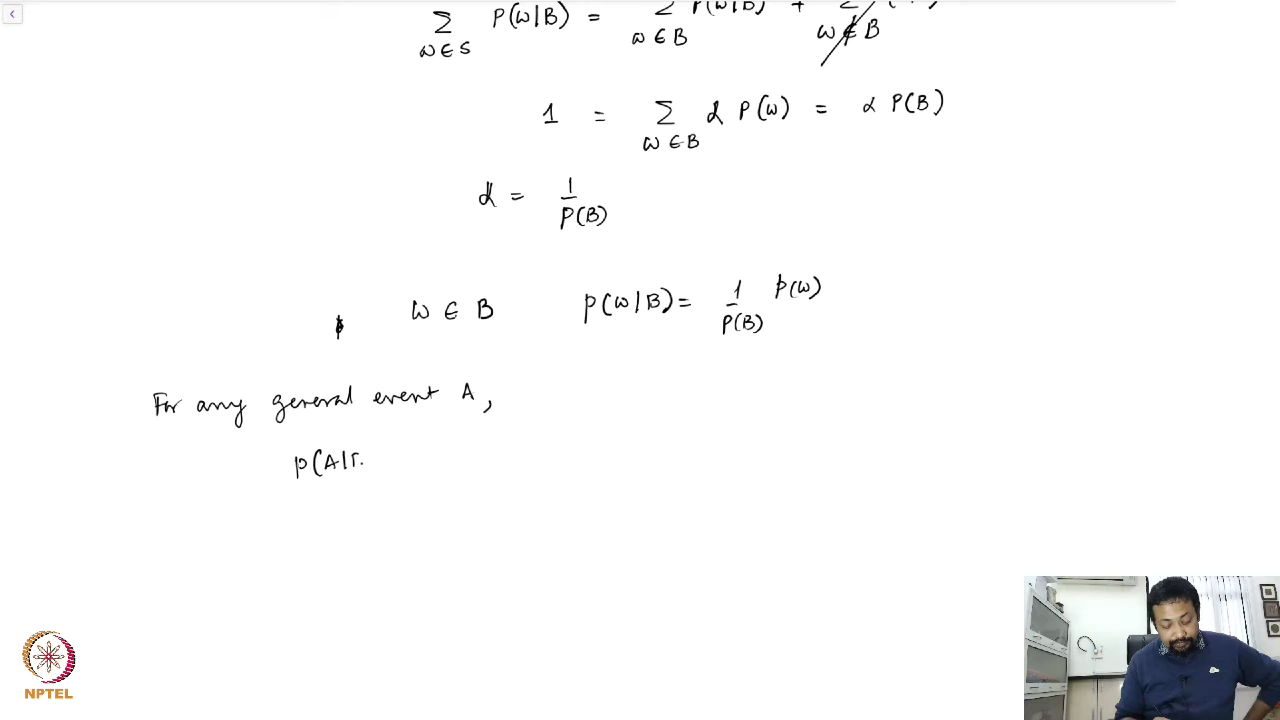 Σ P(ω|B) = Σ P(ω|B) +
ω ∈ S ω ∈ B ω ∉ B
1 = Σ α P(ω) = α P(B)
ω ∈ B
α = 1
P(B)
ω ∈ B p(ω|B) = 1 p(ω)
P(B)
For any general event A,
p(A|
NPTEL